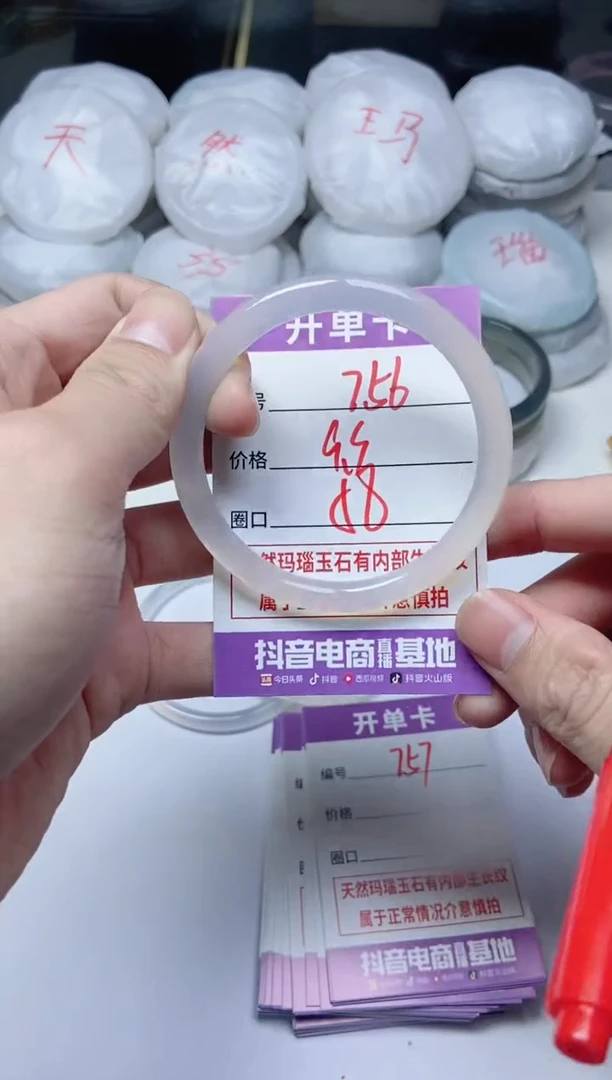 天 然 玛
瑙
开单卡
号 756
价格
圈口 58
然玛瑙玉石有内部生
属于 意慎拍
抖音电商直播基地
今日头条 抖音 西瓜视频 抖音火山版
开单卡
编号 757
价格
圈口
天然玛瑙玉石有内部生长纹
属于正常情况介意慎拍
抖音电商直播基地